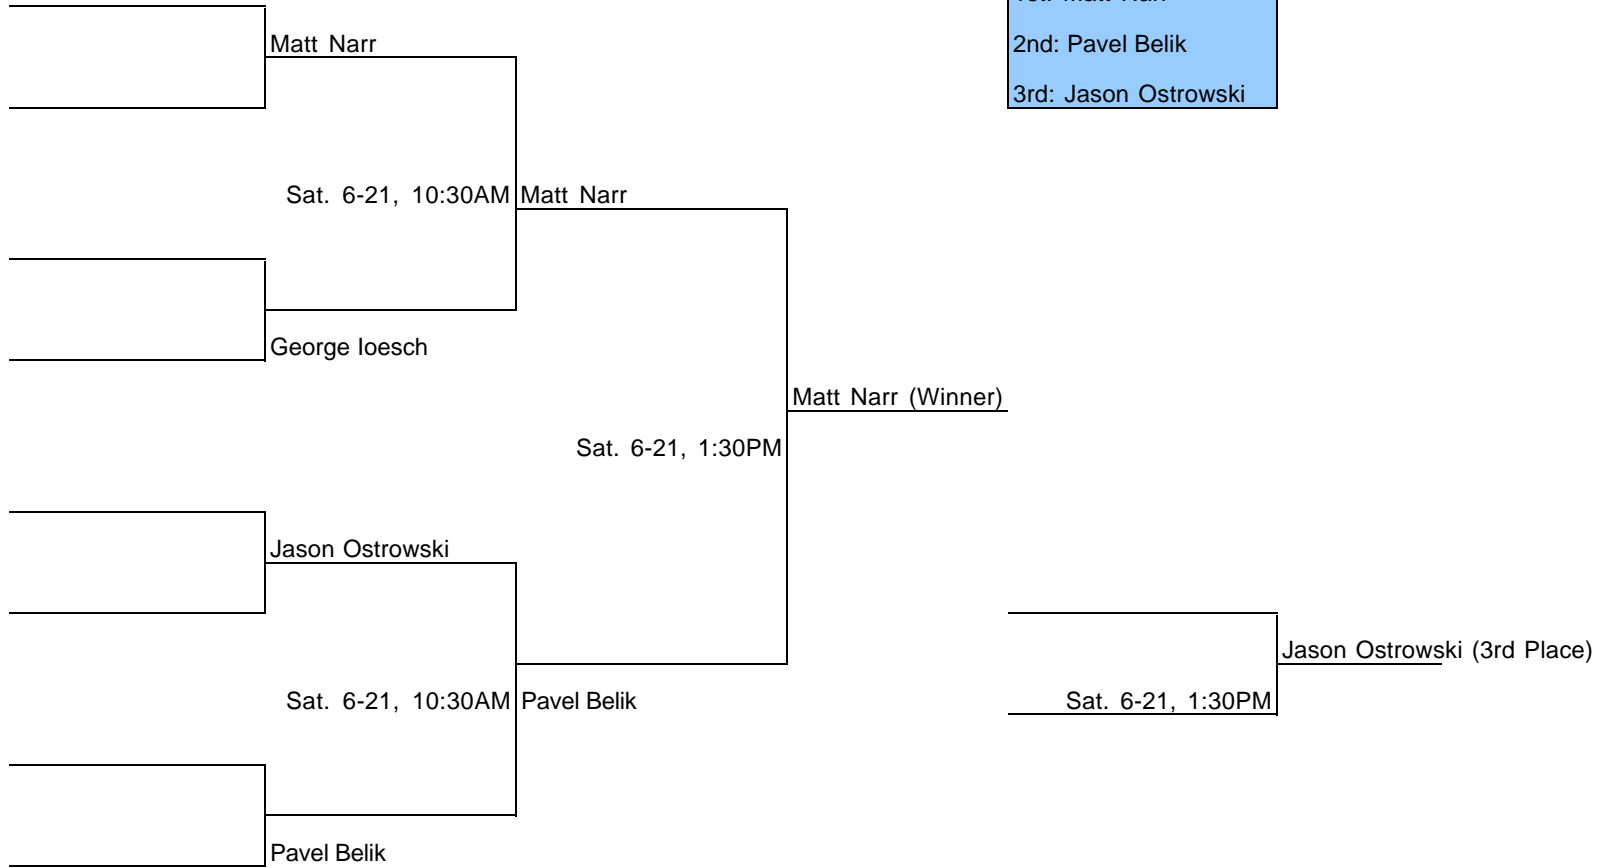 Matt Narr
2nd: Pavel Belik
3rd: Jason Ostrowski
Sat. 6-21, 10:30AM
Matt Narr
George Ioesch
Matt Narr (Winner)
Sat. 6-21, 1:30PM
Jason Ostrowski
Jason Ostrowski (3rd Place)
Sat. 6-21, 10:30AM
Pavel Belik
Sat. 6-21, 1:30PM
Pavel Belik